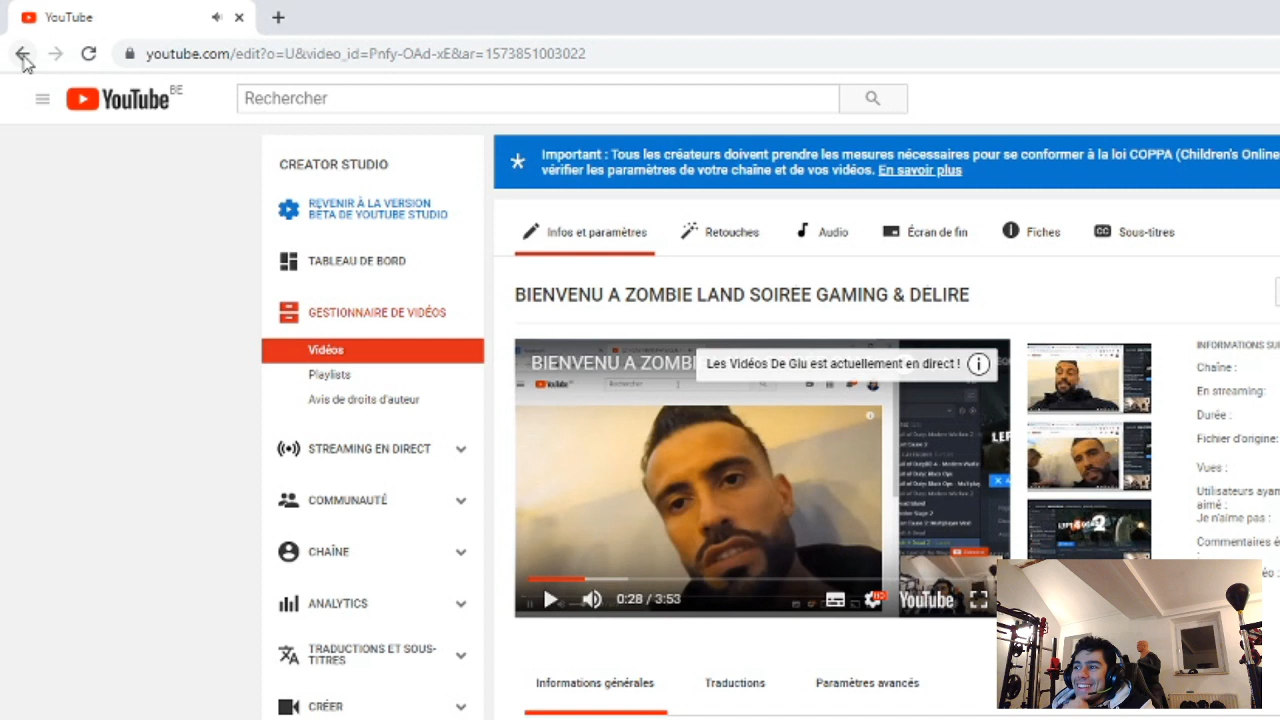 YouTube
youtube.com/edit?o=U&video_id=Pnfy-OAd-xE&ar=1573851003022
YouTube BE
Rechercher
CREATOR STUDIO
REVENIR À LA VERSION
BÊTA DE YOUTUBE STUDIO
TABLEAU DE BORD
GESTIONNAIRE DE VIDÉOS
Vidéos
Playlists
Avis de droits d'auteur
STREAMING EN DIRECT
COMMUNAUTÉ
CHAÎNE
ANALYTICS
TRADUCTIONS ET SOUS-
TITRES
CRÉER
Important : Tous les créateurs doivent prendre les mesures nécessaires pour se conformer à la loi COPPA (Children's Online
vérifier les paramètres de votre chaîne et de vos vidéos. En savoir plus
Infos et paramètres
Retouches
Audio
Écran de fin
Fiches
CC Sous-titres
BIENVENU A ZOMBIE LAND SOIREE GAMING & DELIRE
BIENVENU A ZOMBI
Les Vidéos De Giu est actuellement en direct !
YouTube
Rechercher
0:28 / 3:53
HD
YouTube
INFORMATIONS SU
Chaîne :
En streaming:
Durée :
Fichier d'origine:
Vues :
Utilisateurs ayan
aimé :
Je n'aime pas :
Commentaires é
Informations générales
Traductions
Paramètres avancés